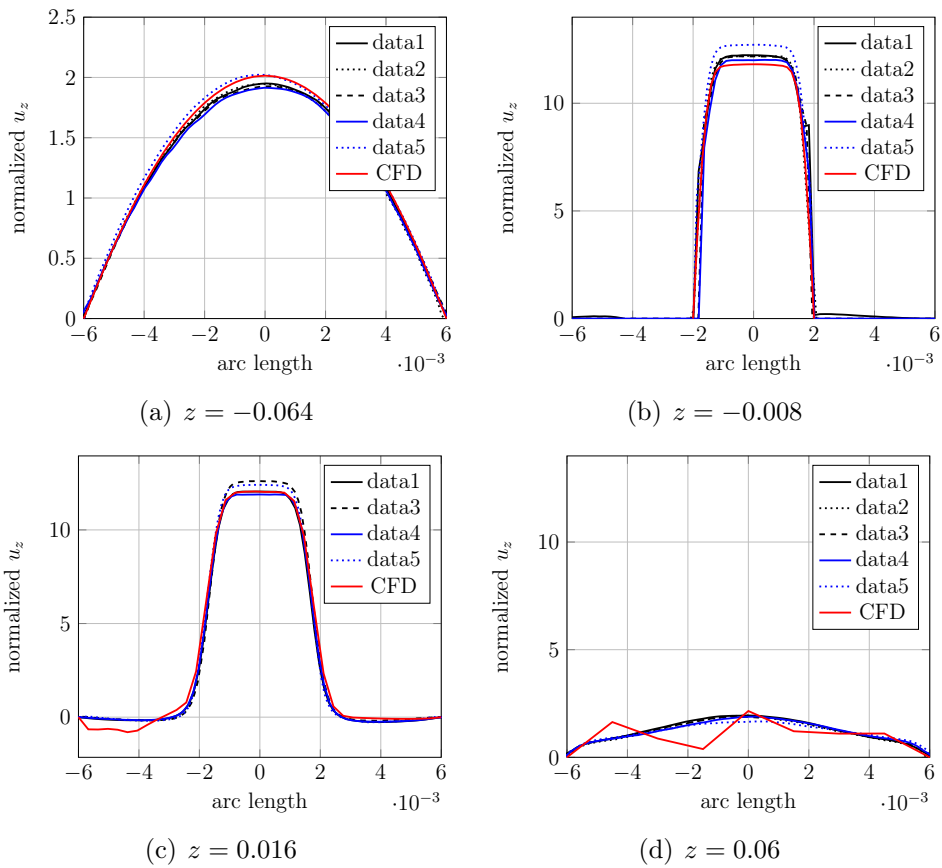 2.5
2
1.5
1
0.5
0
normalized u_z
data1
data2
data3
data4
data5
CFD
−6 −4 −2 0 2 4 6
arc length
·10^−3
(a) z = −0.064
10
5
0
normalized u_z
data1
data2
data3
data4
data5
CFD
−6 −4 −2 0 2 4 6
arc length
·10^−3
(b) z = −0.008
10
5
0
normalized u_z
data1
data3
data4
data5
CFD
−6 −4 −2 0 2 4 6
arc length
·10^−3
(c) z = 0.016
10
5
0
normalized u_z
data1
data2
data3
data4
data5
CFD
−6 −4 −2 0 2 4 6
arc length
·10^−3
(d) z = 0.06